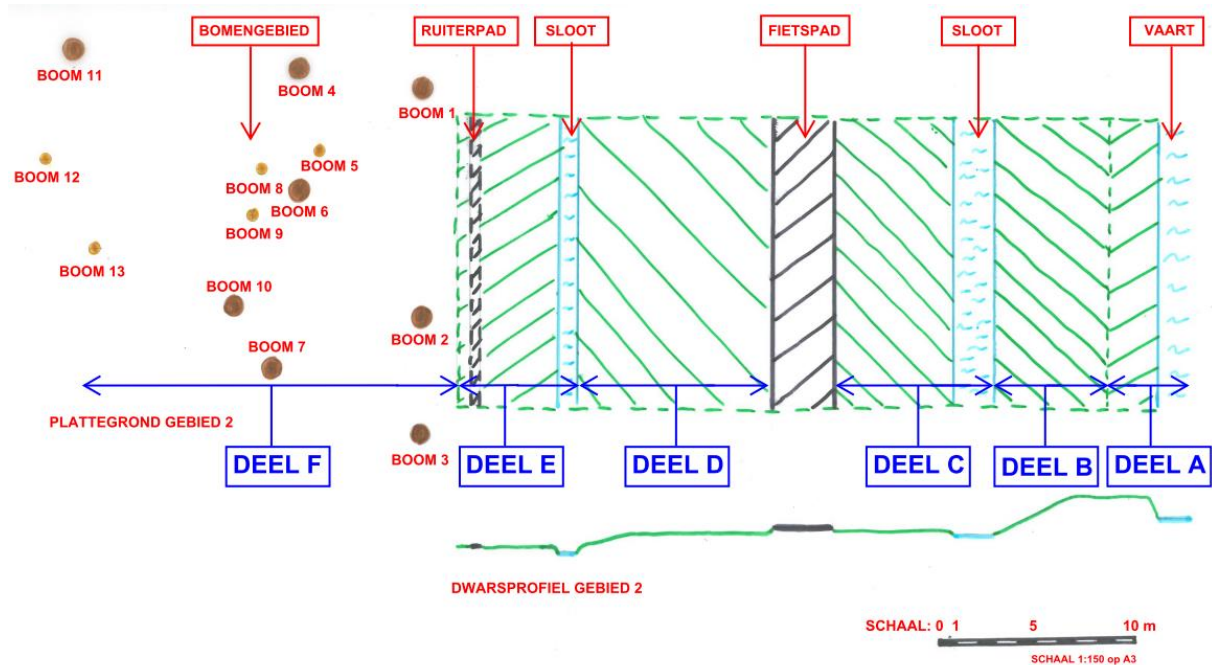 BOMENGEBIED
RUITERPAD
SLOOT
FIETSPAD
SLOOT
VAART
BOOM 11
BOOM 4
BOOM 1
BOOM 5
BOOM 12
BOOM 8
BOOM 6
BOOM 9
BOOM 13
BOOM 10
BOOM 2
BOOM 7
PLATTEGROND GEBIED 2
BOOM 3
DEEL F
DEEL E
DEEL D
DEEL C
DEEL B
DEEL A
DWARSPROFIEL GEBIED 2
SCHAAL: 0 1 5 10 m
SCHAAL 1:150 op A3